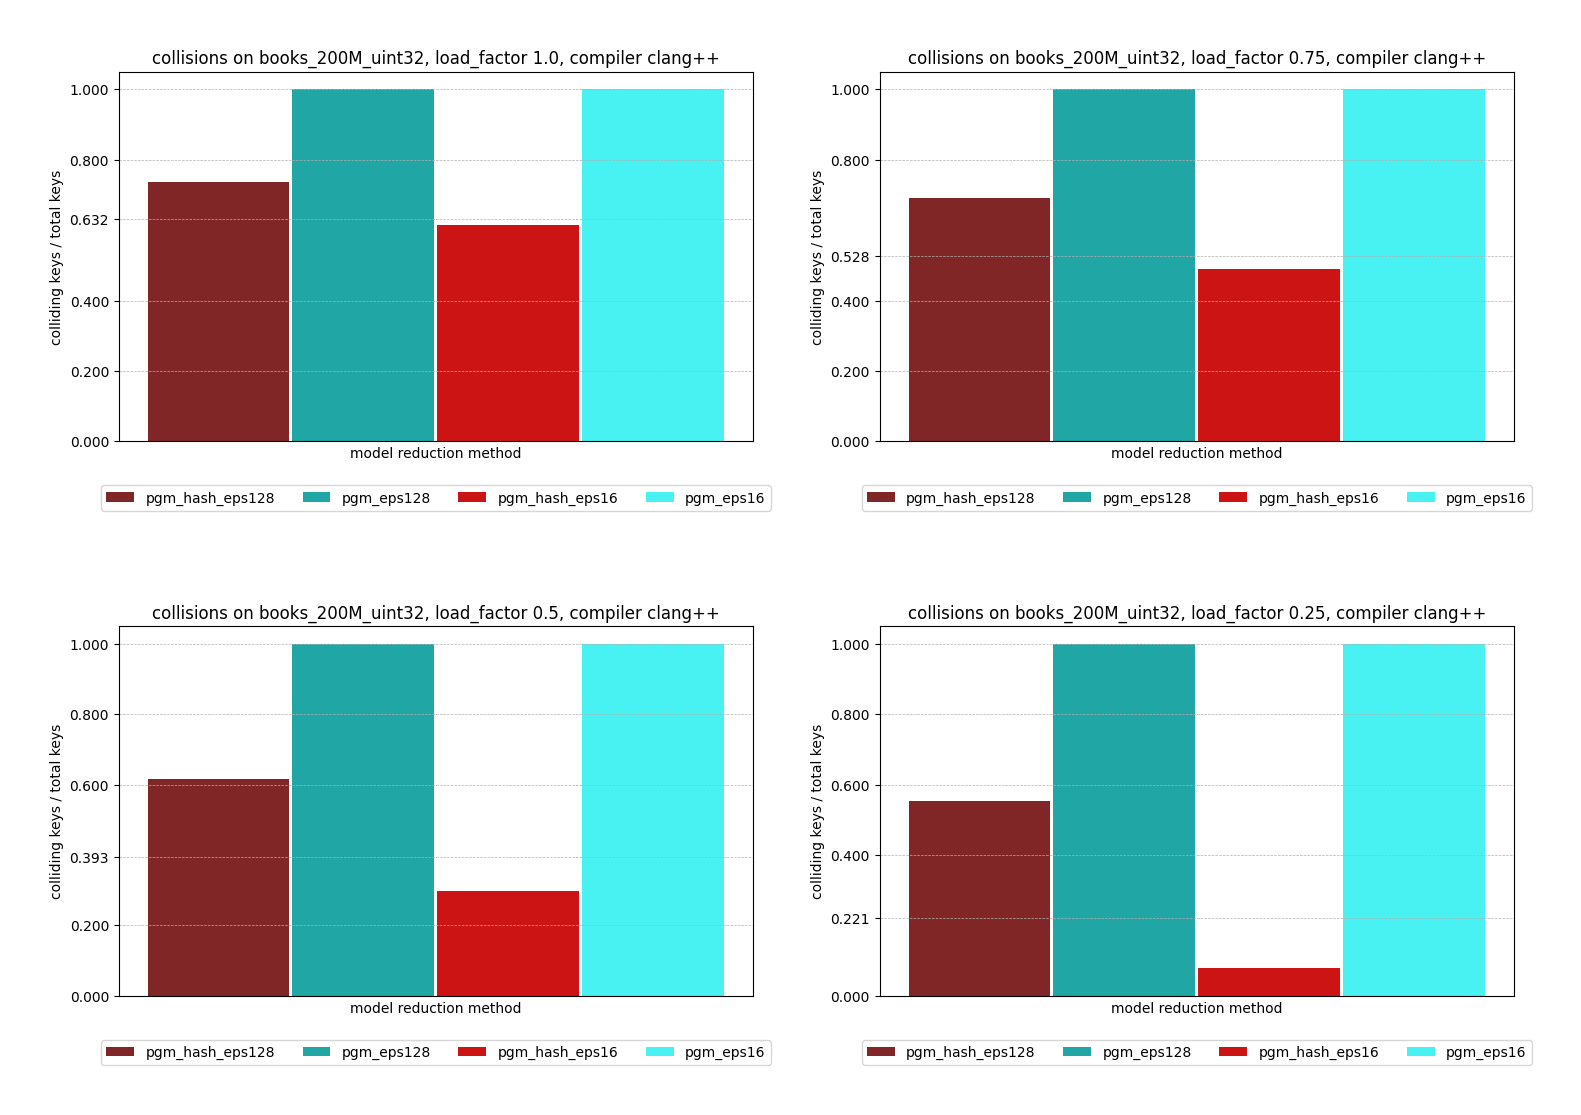 collisions on books_200M_uint32, load_factor 1.0, compiler clang++
1.000
0.800
0.632
0.400
0.200
0.000
colliding keys / total keys
model reduction method
pgm_hash_eps128 pgm_eps128 pgm_hash_eps16 pgm_eps16
collisions on books_200M_uint32, load_factor 0.75, compiler clang++
1.000
0.800
0.528
0.400
0.200
0.000
colliding keys / total keys
model reduction method
pgm_hash_eps128 pgm_eps128 pgm_hash_eps16 pgm_eps16
collisions on books_200M_uint32, load_factor 0.5, compiler clang++
1.000
0.800
0.600
0.393
0.200
0.000
colliding keys / total keys
model reduction method
pgm_hash_eps128 pgm_eps128 pgm_hash_eps16 pgm_eps16
collisions on books_200M_uint32, load_factor 0.25, compiler clang++
1.000
0.800
0.600
0.400
0.221
0.000
colliding keys / total keys
model reduction method
pgm_hash_eps128 pgm_eps128 pgm_hash_eps16 pgm_eps16